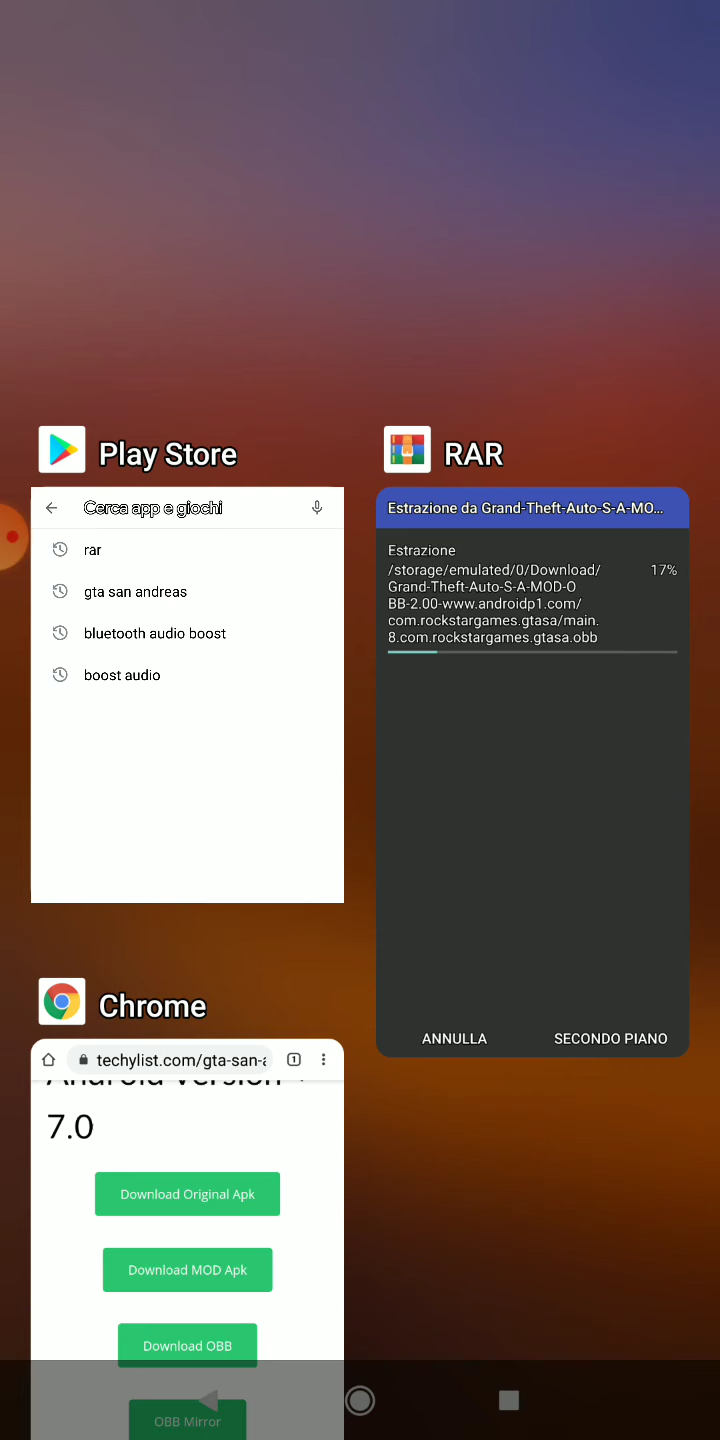 Play Store
Cerca app e giochi
rar
gta san andreas
bluetooth audio boost
boost audio
RAR
Estrazione da Grand-Theft-Auto-S-A-MO...
Estrazione
/storage/emulated/0/Download/
17%
Grand-Theft-Auto-S-A-MOD-O
BB-2.00-www.androidp1.com/
com.rockstargames.gtasa/main.
8.com.rockstargames.gtasa.obb
ANNULLA
SECONDO PIANO
Chrome
techylist.com/gta-san-a
1
Android Version
7.0
Download Original Apk
Download MOD Apk
Download OBB
OBB Mirror